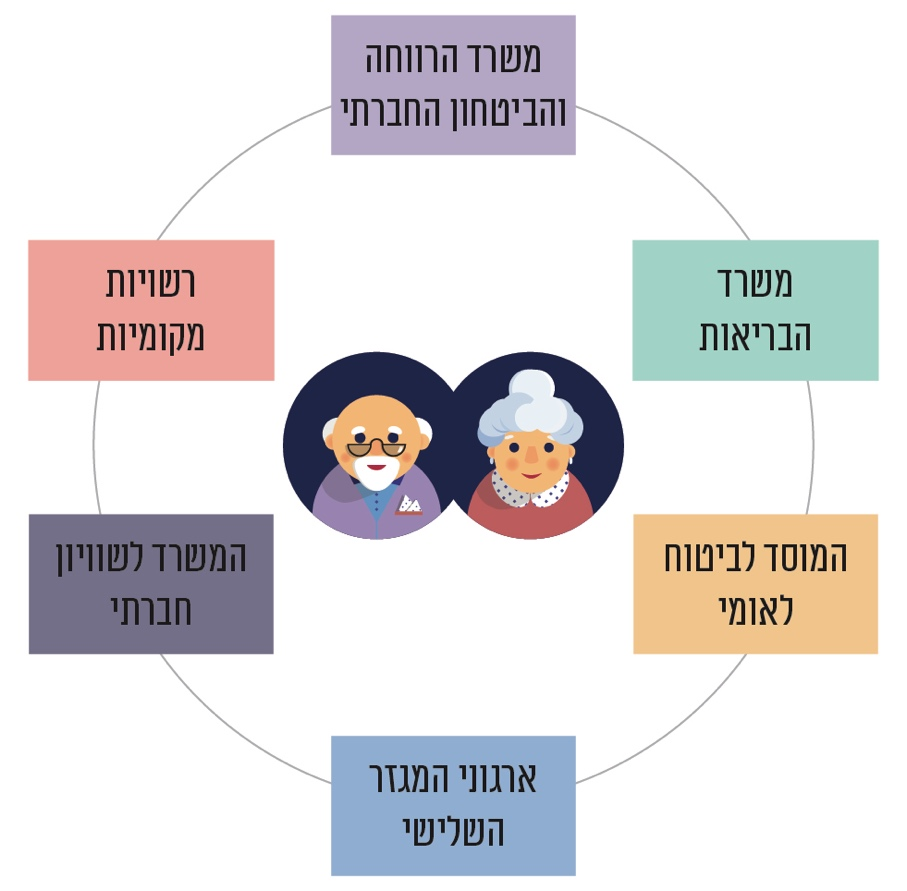 משרד הרווחה
והביטחון החברתי
משרד
הבריאות
רשויות
מקומיות
המוסד לביטוח
לאומי
המשרד לשוויון
חברתי
ארגוני המגזר
השלישי